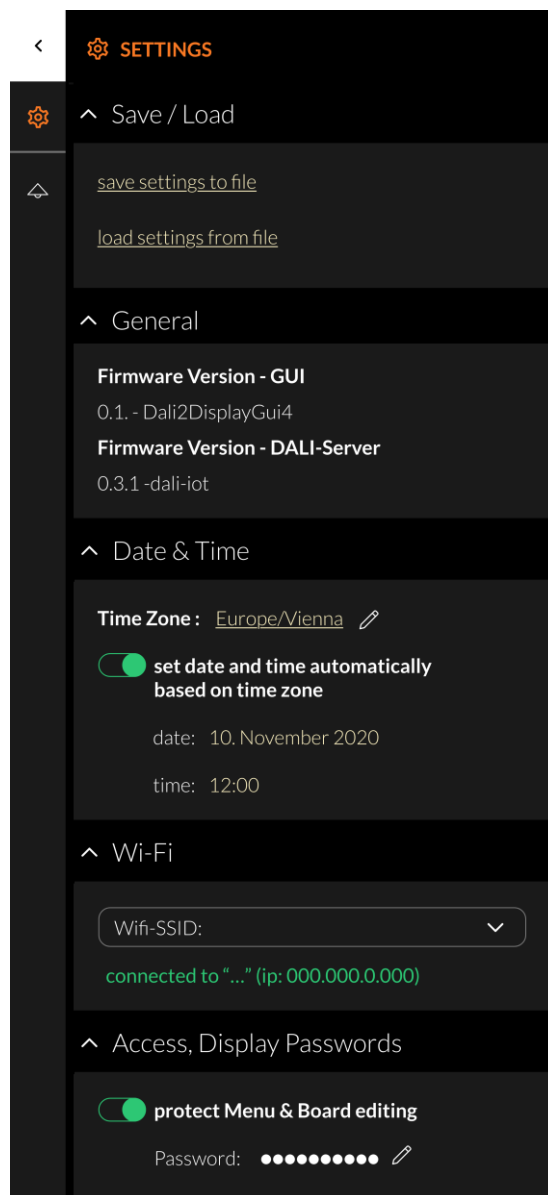 SETTINGS
Save / Load
save settings to file
load settings from file
General
Firmware Version - GUI
0.1. - Dali2DisplayGui4
Firmware Version - DALI-Server
0.3.1 -dali-iot
Date & Time
Time Zone : Europe/Vienna
set date and time automatically
based on time zone
date: 10. November 2020
time: 12:00
Wi-Fi
Wifi-SSID:
connected to “...” (ip: 000.000.0.000)
Access, Display Passwords
protect Menu & Board editing
Password: ●●●●●●●●●●